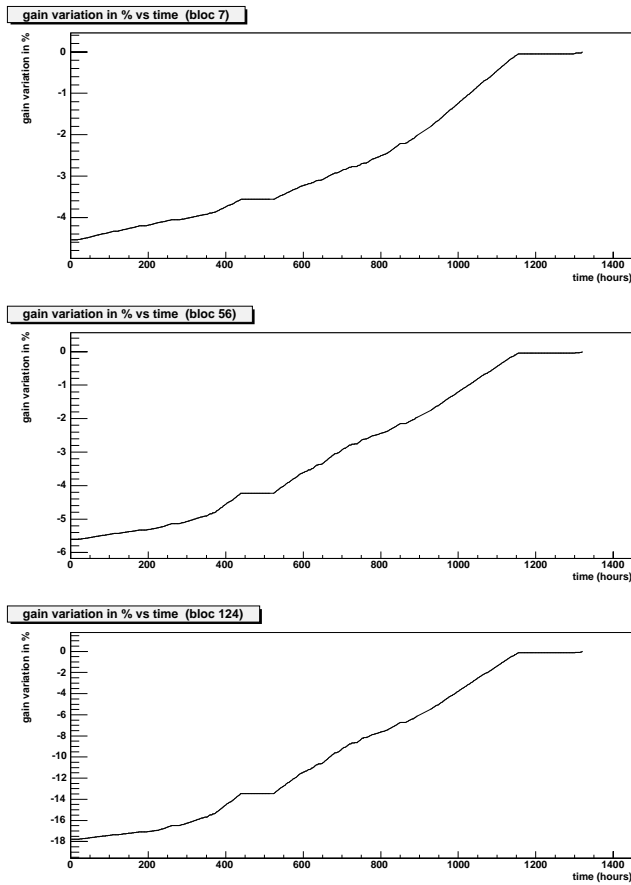 gain variation in % vs time (bloc 7)
gain variation in %
0
-1
-2
-3
-4
0 200 400 600 800 1000 1200 1400
time (hours)
gain variation in % vs time (bloc 56)
gain variation in %
0
-1
-2
-3
-4
-5
-6
0 200 400 600 800 1000 1200 1400
time (hours)
gain variation in % vs time (bloc 124)
gain variation in %
0
-2
-4
-6
-8
-10
-12
-14
-16
-18
0 200 400 600 800 1000 1200 1400
time (hours)